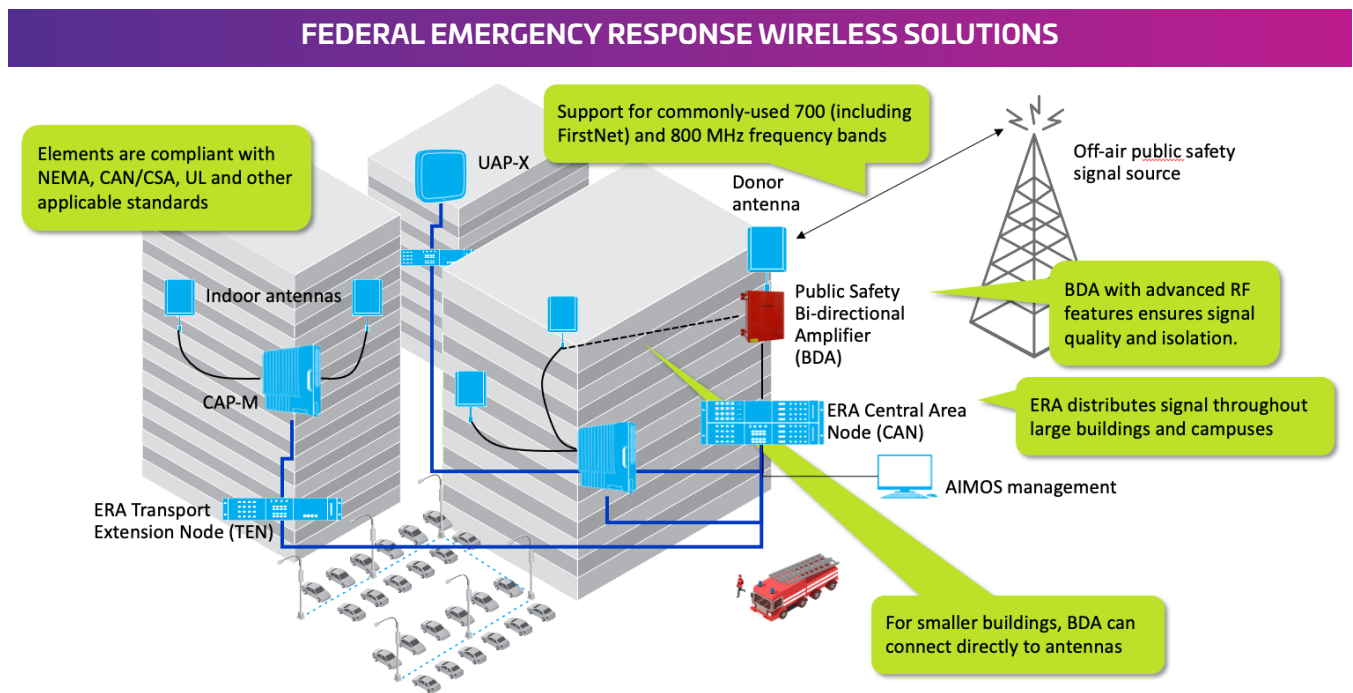 FEDERAL EMERGENCY RESPONSE WIRELESS SOLUTIONS
Elements are compliant with
NEMA, CAN/CSA, UL and other
applicable standards
UAP-X
Support for commonly-used 700 (including
FirstNet) and 800 MHz frequency bands
Donor
antenna
Off-air public safety
signal source
Indoor antennas
Public Safety
Bi-directional
Amplifier
(BDA)
BDA with advanced RF
features ensures signal
quality and isolation.
CAP-M
ERA Central Area
Node (CAN)
ERA distributes signal throughout
large buildings and campuses
AIMOS management
ERA Transport
Extension Node (TEN)
For smaller buildings, BDA can
connect directly to antennas